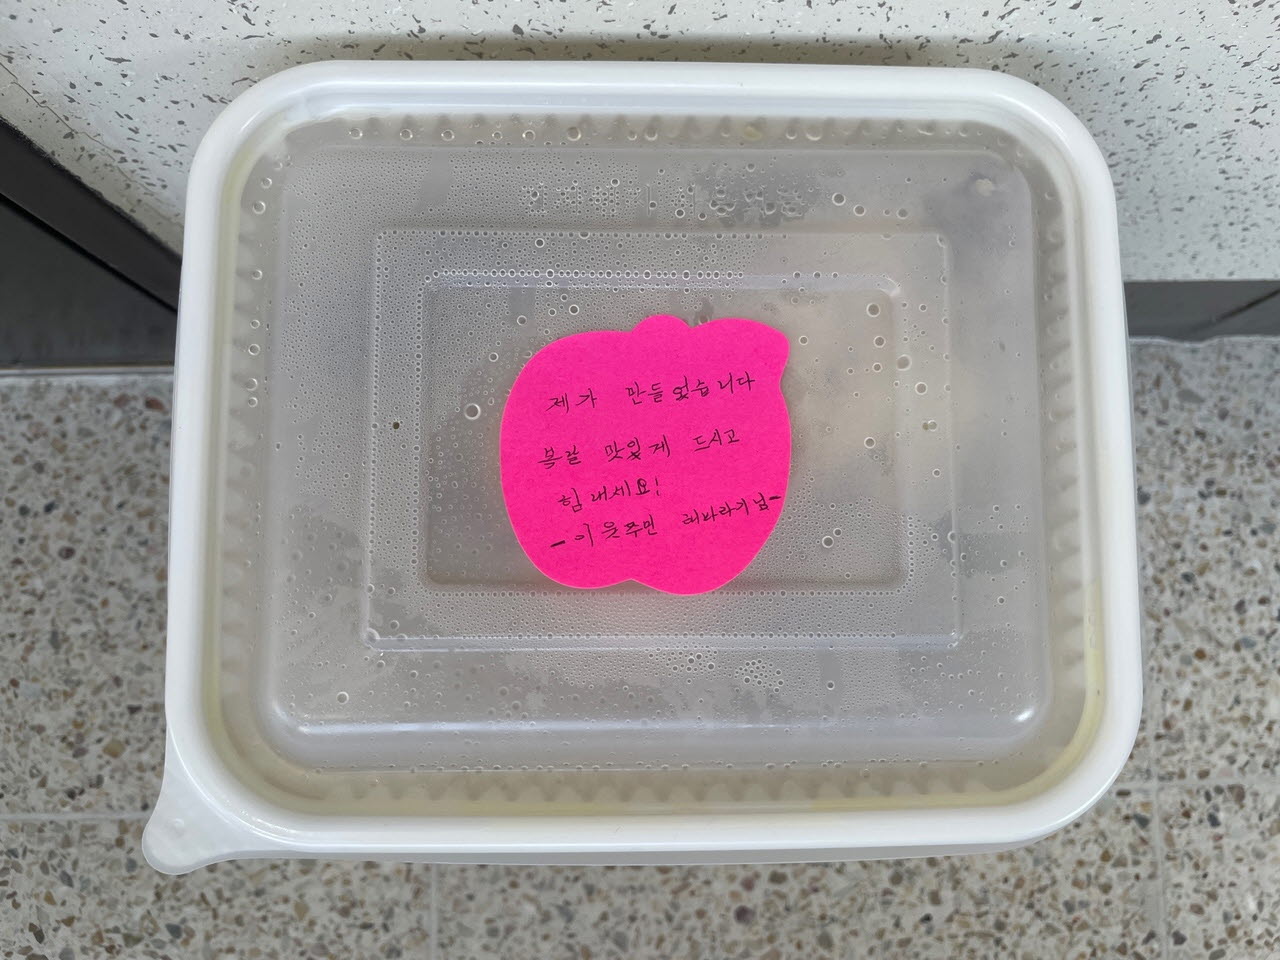 제가 만들었습니다
복달 맛있게 드시고
힘내세요!
-이웃주민 해바라기님-